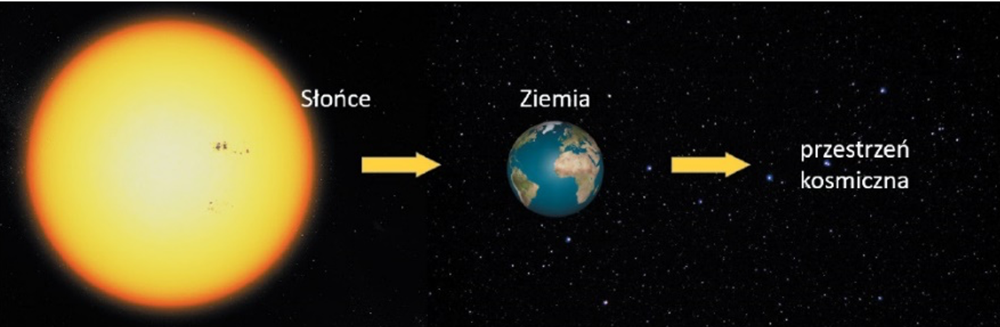 Słońce
Ziemia
przestrzeń
kosmiczna